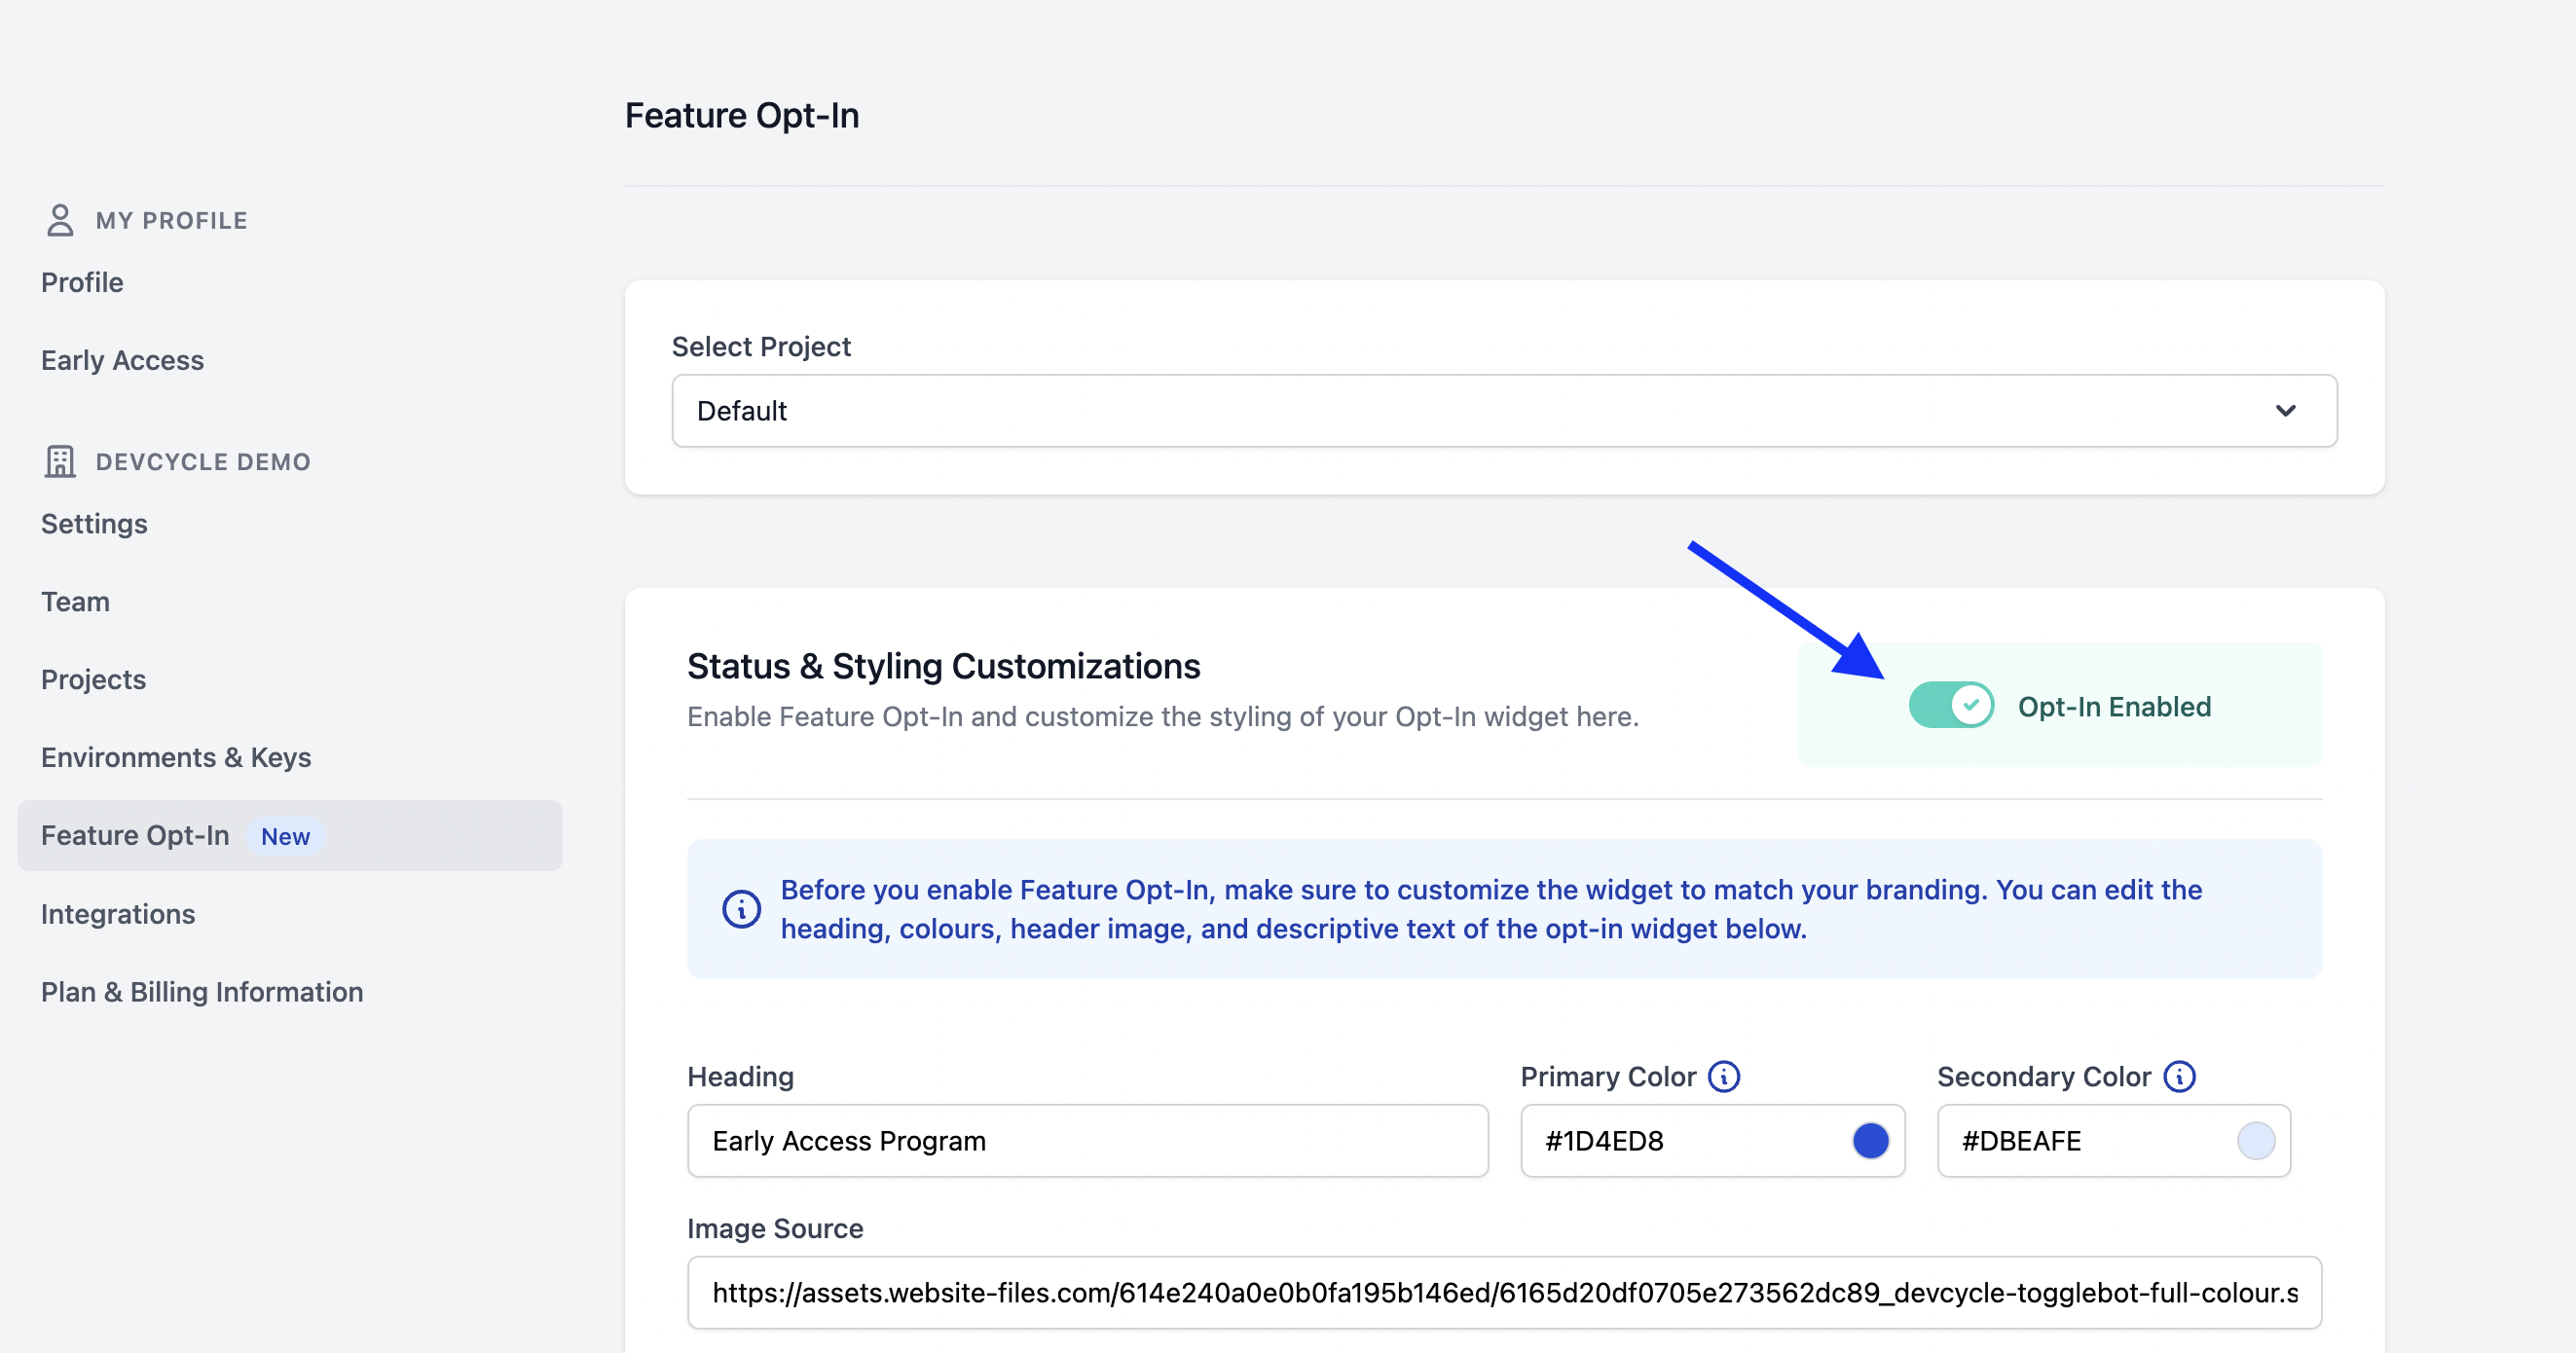 Feature Opt-In
MY PROFILE
Profile
Early Access
DEVCYCLE DEMO
Settings
Team
Projects
Environments & Keys
Feature Opt-In New
Integrations
Plan & Billing Information
Select Project
Default
Status & Styling Customizations
Enable Feature Opt-In and customize the styling of your Opt-In widget here.
Opt-In Enabled
Before you enable Feature Opt-In, make sure to customize the widget to match your branding. You can edit the
heading, colours, header image, and descriptive text of the opt-in widget below.
Heading
Early Access Program
Primary Color
#1D4ED8
Secondary Color
#DBEAFE
Image Source
https://assets.website-files.com/614e240a0e0b0fa195b146ed/6165d20df0705e273562dc89_devcycle-togglebot-full-colour.s